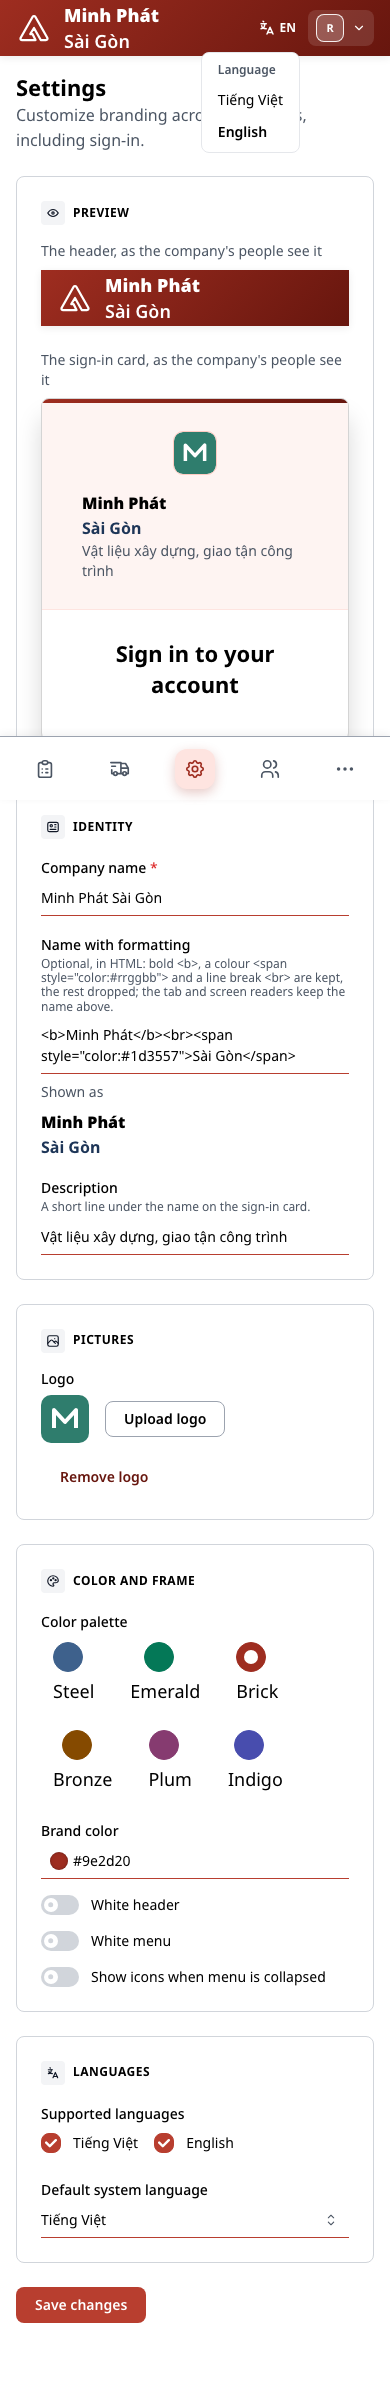 Minh Phát
Sài Gòn
EN
R
Language
Tiếng Việt
English
Settings
Customize branding acro
s,
including sign-in.
PREVIEW
The header, as the company's people see it
Minh Phát
Sài Gòn
The sign-in card, as the company's people see
it
M
Minh Phát
Sài Gòn
Vật liệu xây dựng, giao tận công
trình
Sign in to your
account
IDENTITY
Company name *
Minh Phát Sài Gòn
Name with formatting
Optional, in HTML: bold <b>, a colour <span
style="color:#rrggbb"> and a line break <br> are kept,
the rest dropped; the tab and screen readers keep the
name above.
<b>Minh Phát</b><br><span
style="color:#1d3557">Sài Gòn</span>
Shown as
Minh Phát
Sài Gòn
Description
A short line under the name on the sign-in card.
Vật liệu xây dựng, giao tận công trình
PICTURES
Logo
M
Upload logo
Remove logo
COLOR AND FRAME
Color palette
Steel
Emerald
Brick
Bronze
Plum
Indigo
Brand color
#9e2d20
White header
White menu
Show icons when menu is collapsed
LANGUAGES
Supported languages
Tiếng Việt
English
Default system language
Tiếng Việt
Save changes